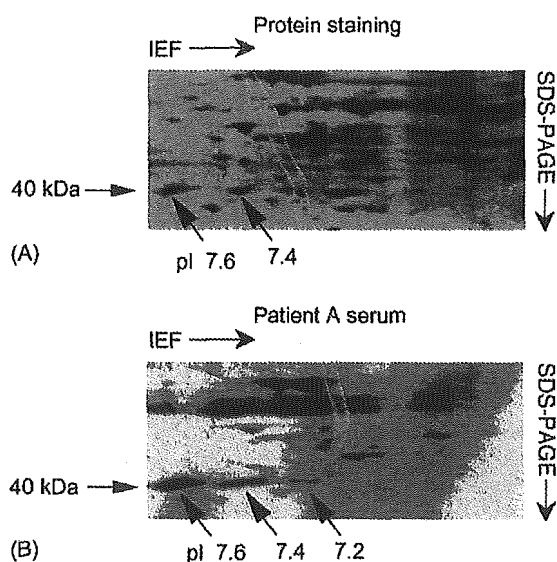 Protein staining
IEF
SDS-PAGE
40 kDa
pI 7.6 7.4
(A)
Patient A serum
IEF
SDS-PAGE
40 kDa
pI 7.6 7.4 7.2
(B)